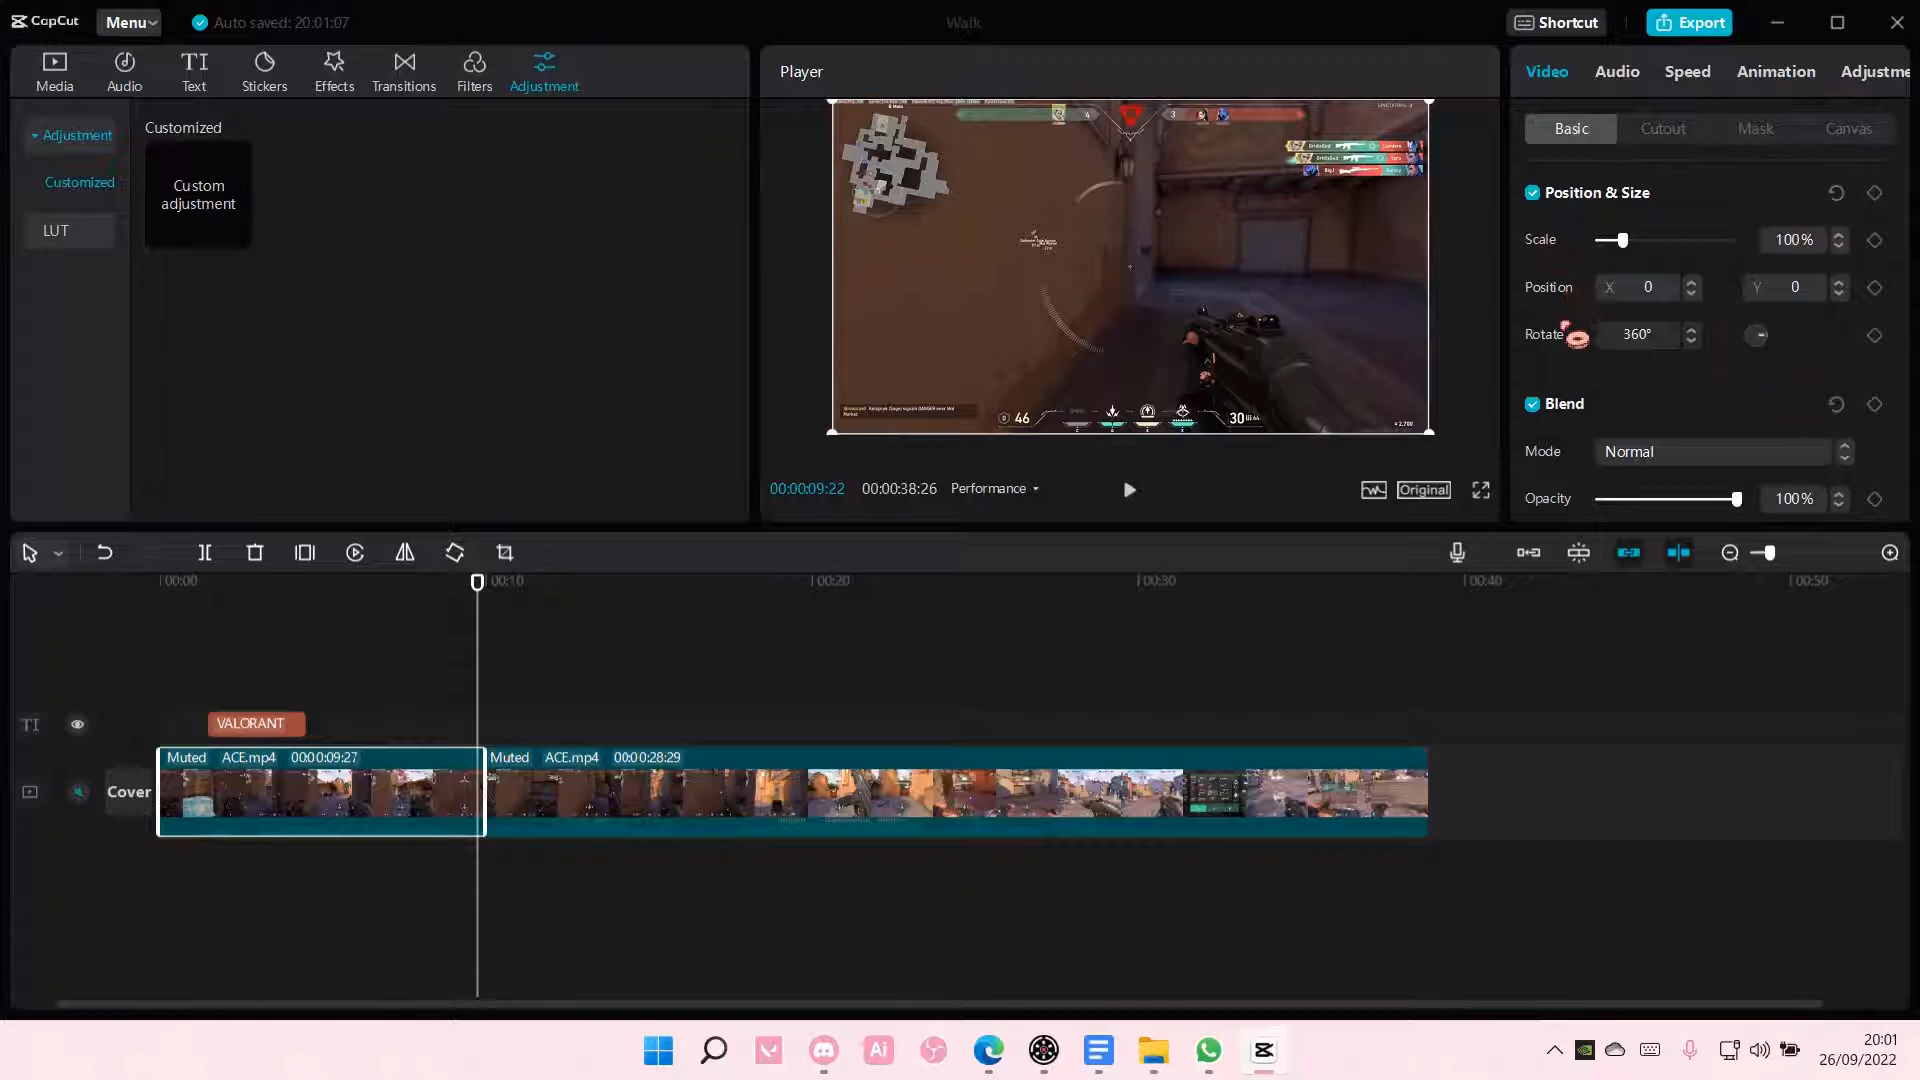 CapCut Menu Auto saved: 20:01:07 Walk Shortcut Export
Media Audio Text Stickers Effects Transitions Filters Adjustment
Player
Video Audio Speed Animation Adjustme
Adjustment
Customized
LUT
Customized
Custom
adjustment
4 3
46 30
Basic Cutout Mask Canvas
Position & Size
Scale 100%
Position X 0 Y 0
Rotate 360°
Blend
Mode Normal
Opacity 100%
00:00:09:22 00:00:38:26 Performance Original
00:00 00:10 00:20 00:30 00:40 00:50
TI VALORANT
Muted ACE.mp4 00:00:09:27 Muted ACE.mp4 00:00:28:29
Cover
Ai
20:01
26/09/2022